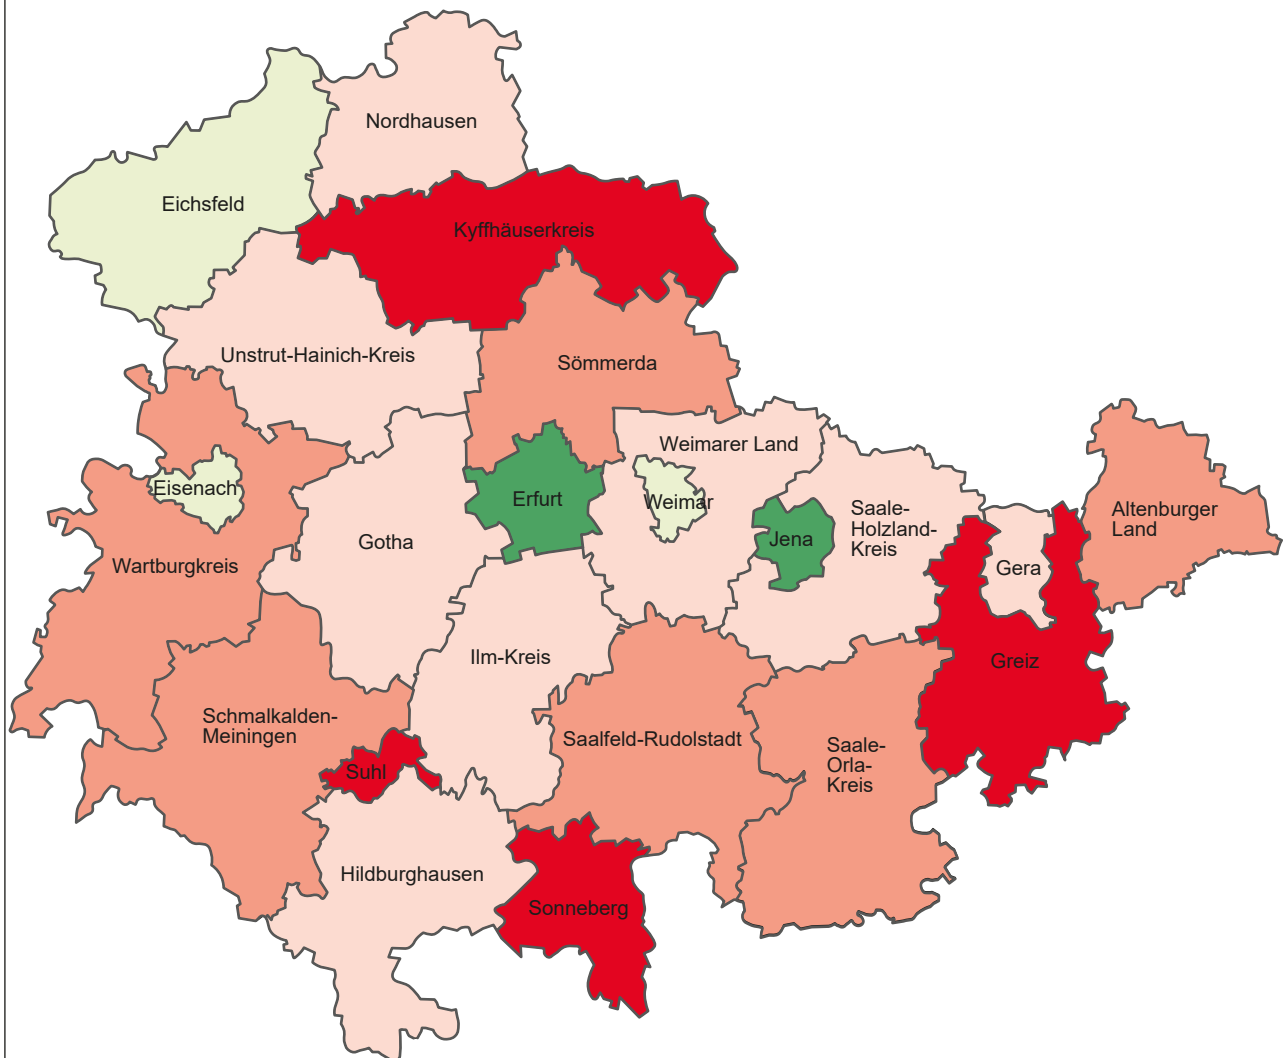 Nordhausen
Eichsfeld
Kyffhäuserkreis
Unstrut-Hainich-Kreis
Sömmerda
Weimarer Land
Eisenach
Erfurt
Weimar
Saale-
Holzland-
Kreis
Altenburger
Land
Jena
Gotha
Wartburgkreis
Gera
Ilm-Kreis
Greiz
Schmalkalden-
Meiningen
Saalfeld-Rudolstadt
Saale-
Orla-
Kreis
Suhl
Hildburghausen
Sonneberg